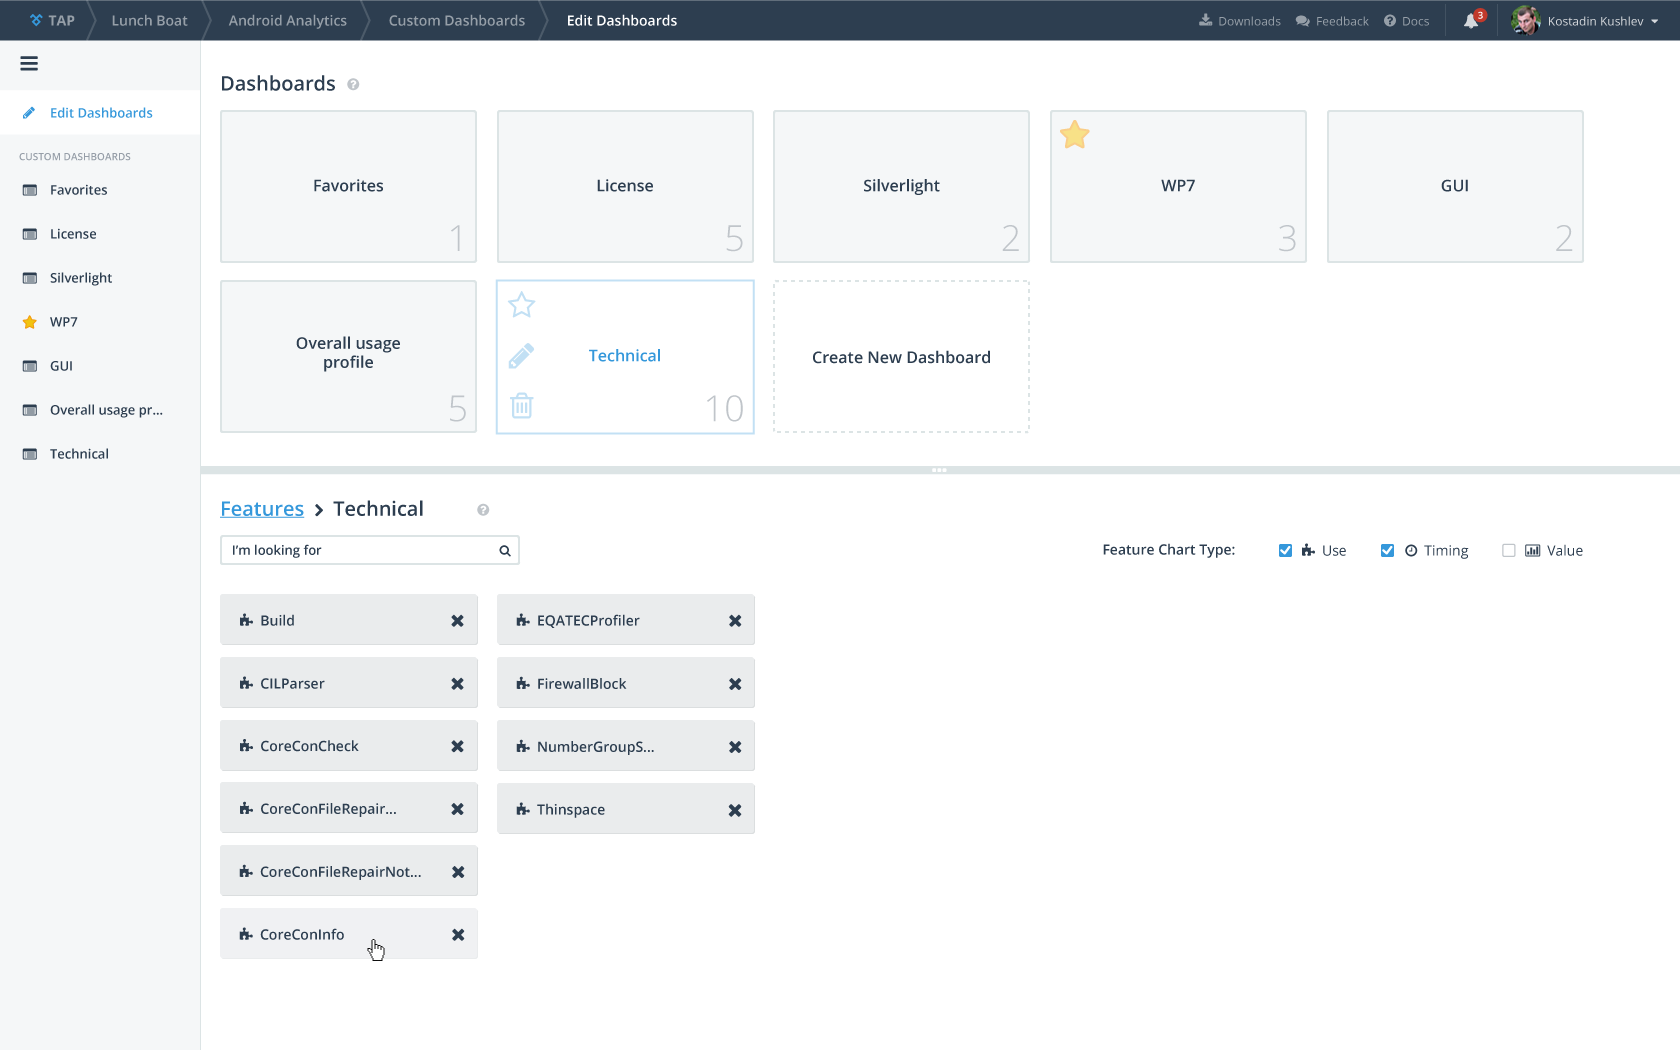 TAP Lunch Boat Android Analytics Custom Dashboards Edit Dashboards Downloads Feedback Docs 3 Kostadin Kushlev
Edit Dashboards
CUSTOM DASHBOARDS
Favorites
License
Silverlight
WP7
GUI
Overall usage pr...
Technical
Dashboards ?
Favorites
1
License
5
Silverlight
2
WP7
3
GUI
2
Overall usage
profile
5
Technical
10
Create New Dashboard
Features > Technical ?
I'm looking for
Feature Chart Type: Use Timing Value
Build
CILParser
CoreConCheck
CoreConFileRepair...
CoreConFileRepairNot...
CoreConInfo
EQATECProfiler
FirewallBlock
NumberGroupS...
Thinspace